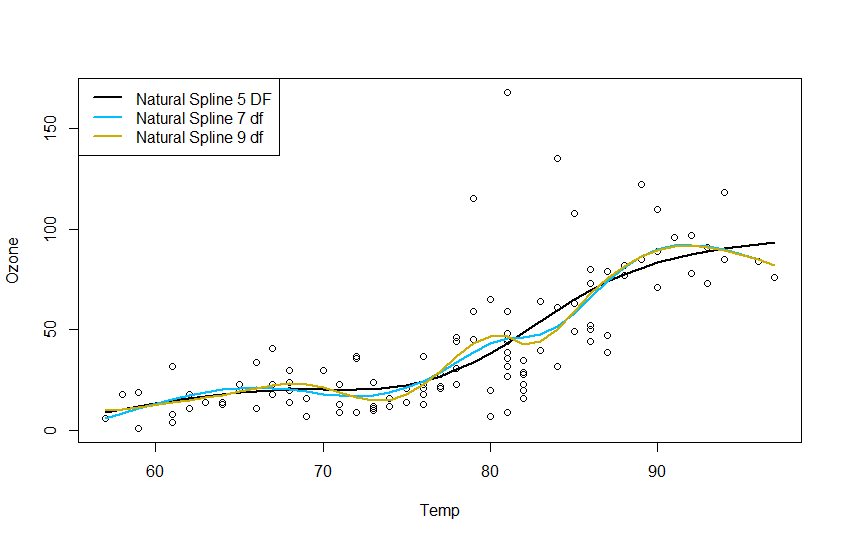 Natural Spline 5 DF
Natural Spline 7 df
Natural Spline 9 df
150
100
50
0
Ozone
60 70 80 90
Temp